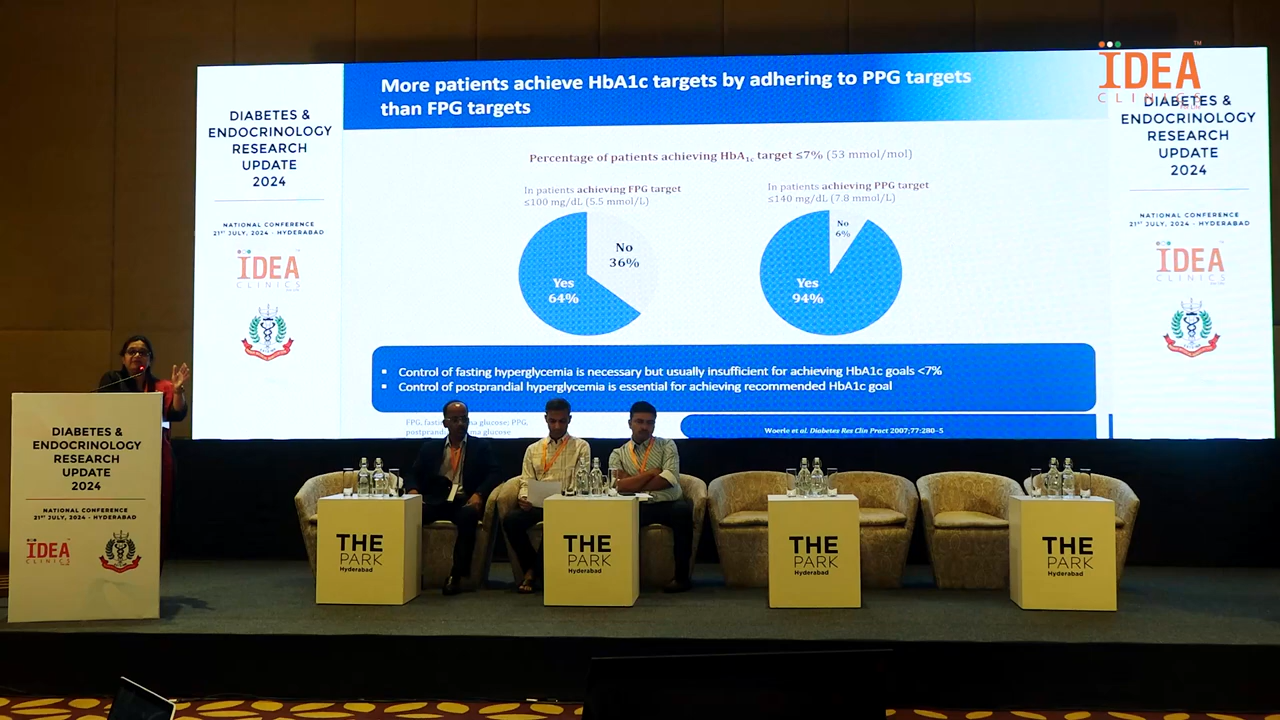 More patients achieve HbA1c targets by adhering to PPG targets
than FPG targets
IDEA
CLINICS
TM
DIABETES &
ENDOCRINOLOGY
RESEARCH
UPDATE
2024
NATIONAL CONFERENCE
21ST JULY, 2024 - HYDERABAD
IDEA
CLINICS
Percentage of patients achieving HbA1c target ≤7% (53 mmol/mol)
In patients achieving FPG target
≤100 mg/dL (5.5 mmol/L)
No
36%
Yes
64%
In patients achieving PPG target
≤140 mg/dL (7.8 mmol/L)
No
6%
Yes
94%
▪ Control of fasting hyperglycemia is necessary but usually insufficient for achieving HbA1c goals <7%
▪ Control of postprandial hyperglycemia is essential for achieving recommended HbA1c goal
FPG, glucose; PPG,
glucose
Woerle et al. Diabetes Res Clin Pract 2007;77:280–5
DIABETES &
ENDOCRINOLOGY
RESEARCH
UPDATE
2024
NATIONAL CONFERENCE
21ST JULY, 2024 - HYDERABAD
IDEA
CLINICS
DIABETES &
ENDOCRINOLOGY
RESEARCH
UPDATE
2024
NATIONAL CONFERENCE
21ST JULY, 2024 - HYDERABAD
IDEA
CLINICS
THE
PARK
Hyderabad
THE
PARK
Hyderabad
THE
PARK
Hyderabad
THE
PARK
Hyderabad